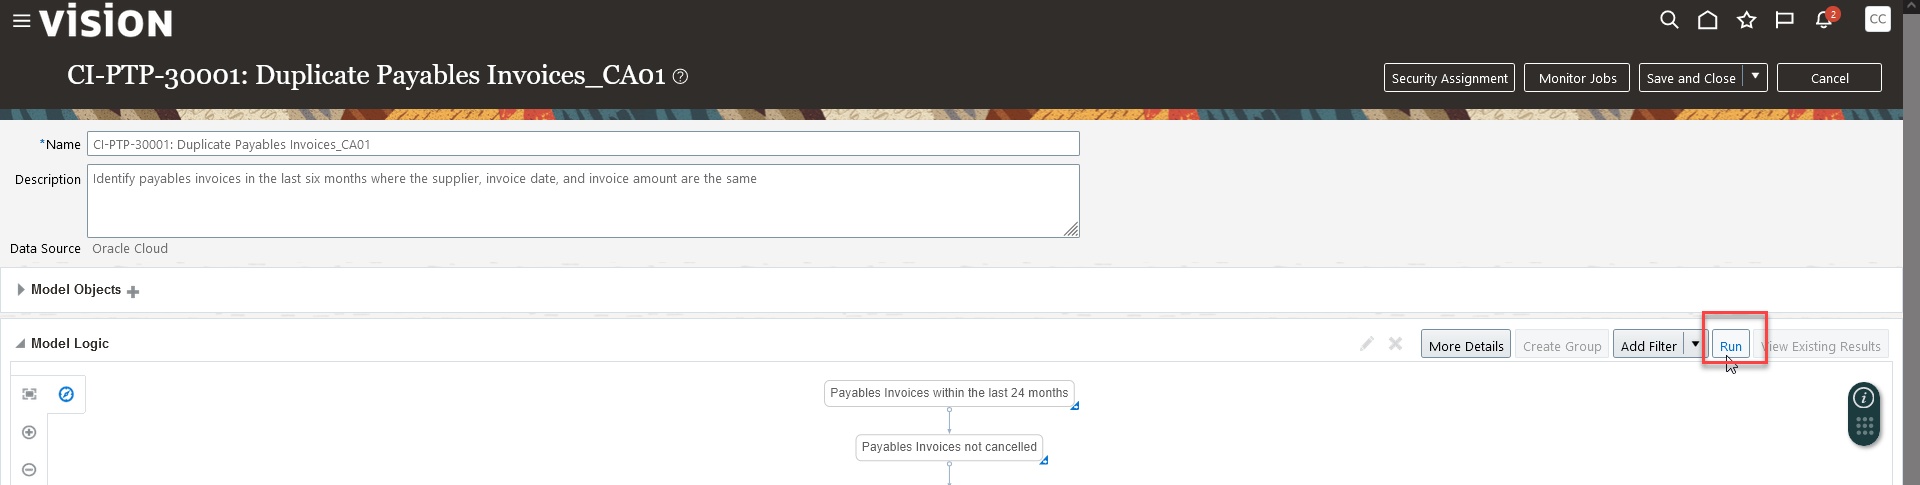 VISION
2
CC
CI-PTP-30001: Duplicate Payables Invoices_CA01 ?
Security Assignment
Monitor Jobs
Save and Close
Cancel
*Name
CI-PTP-30001: Duplicate Payables Invoices_CA01
Description
Identify payables invoices in the last six months where the supplier, invoice date, and invoice amount are the same
Data Source
Oracle Cloud
Model Objects
Model Logic
More Details
Create Group
Add Filter
Run
View Existing Results
Payables Invoices within the last 24 months
Payables Invoices not cancelled